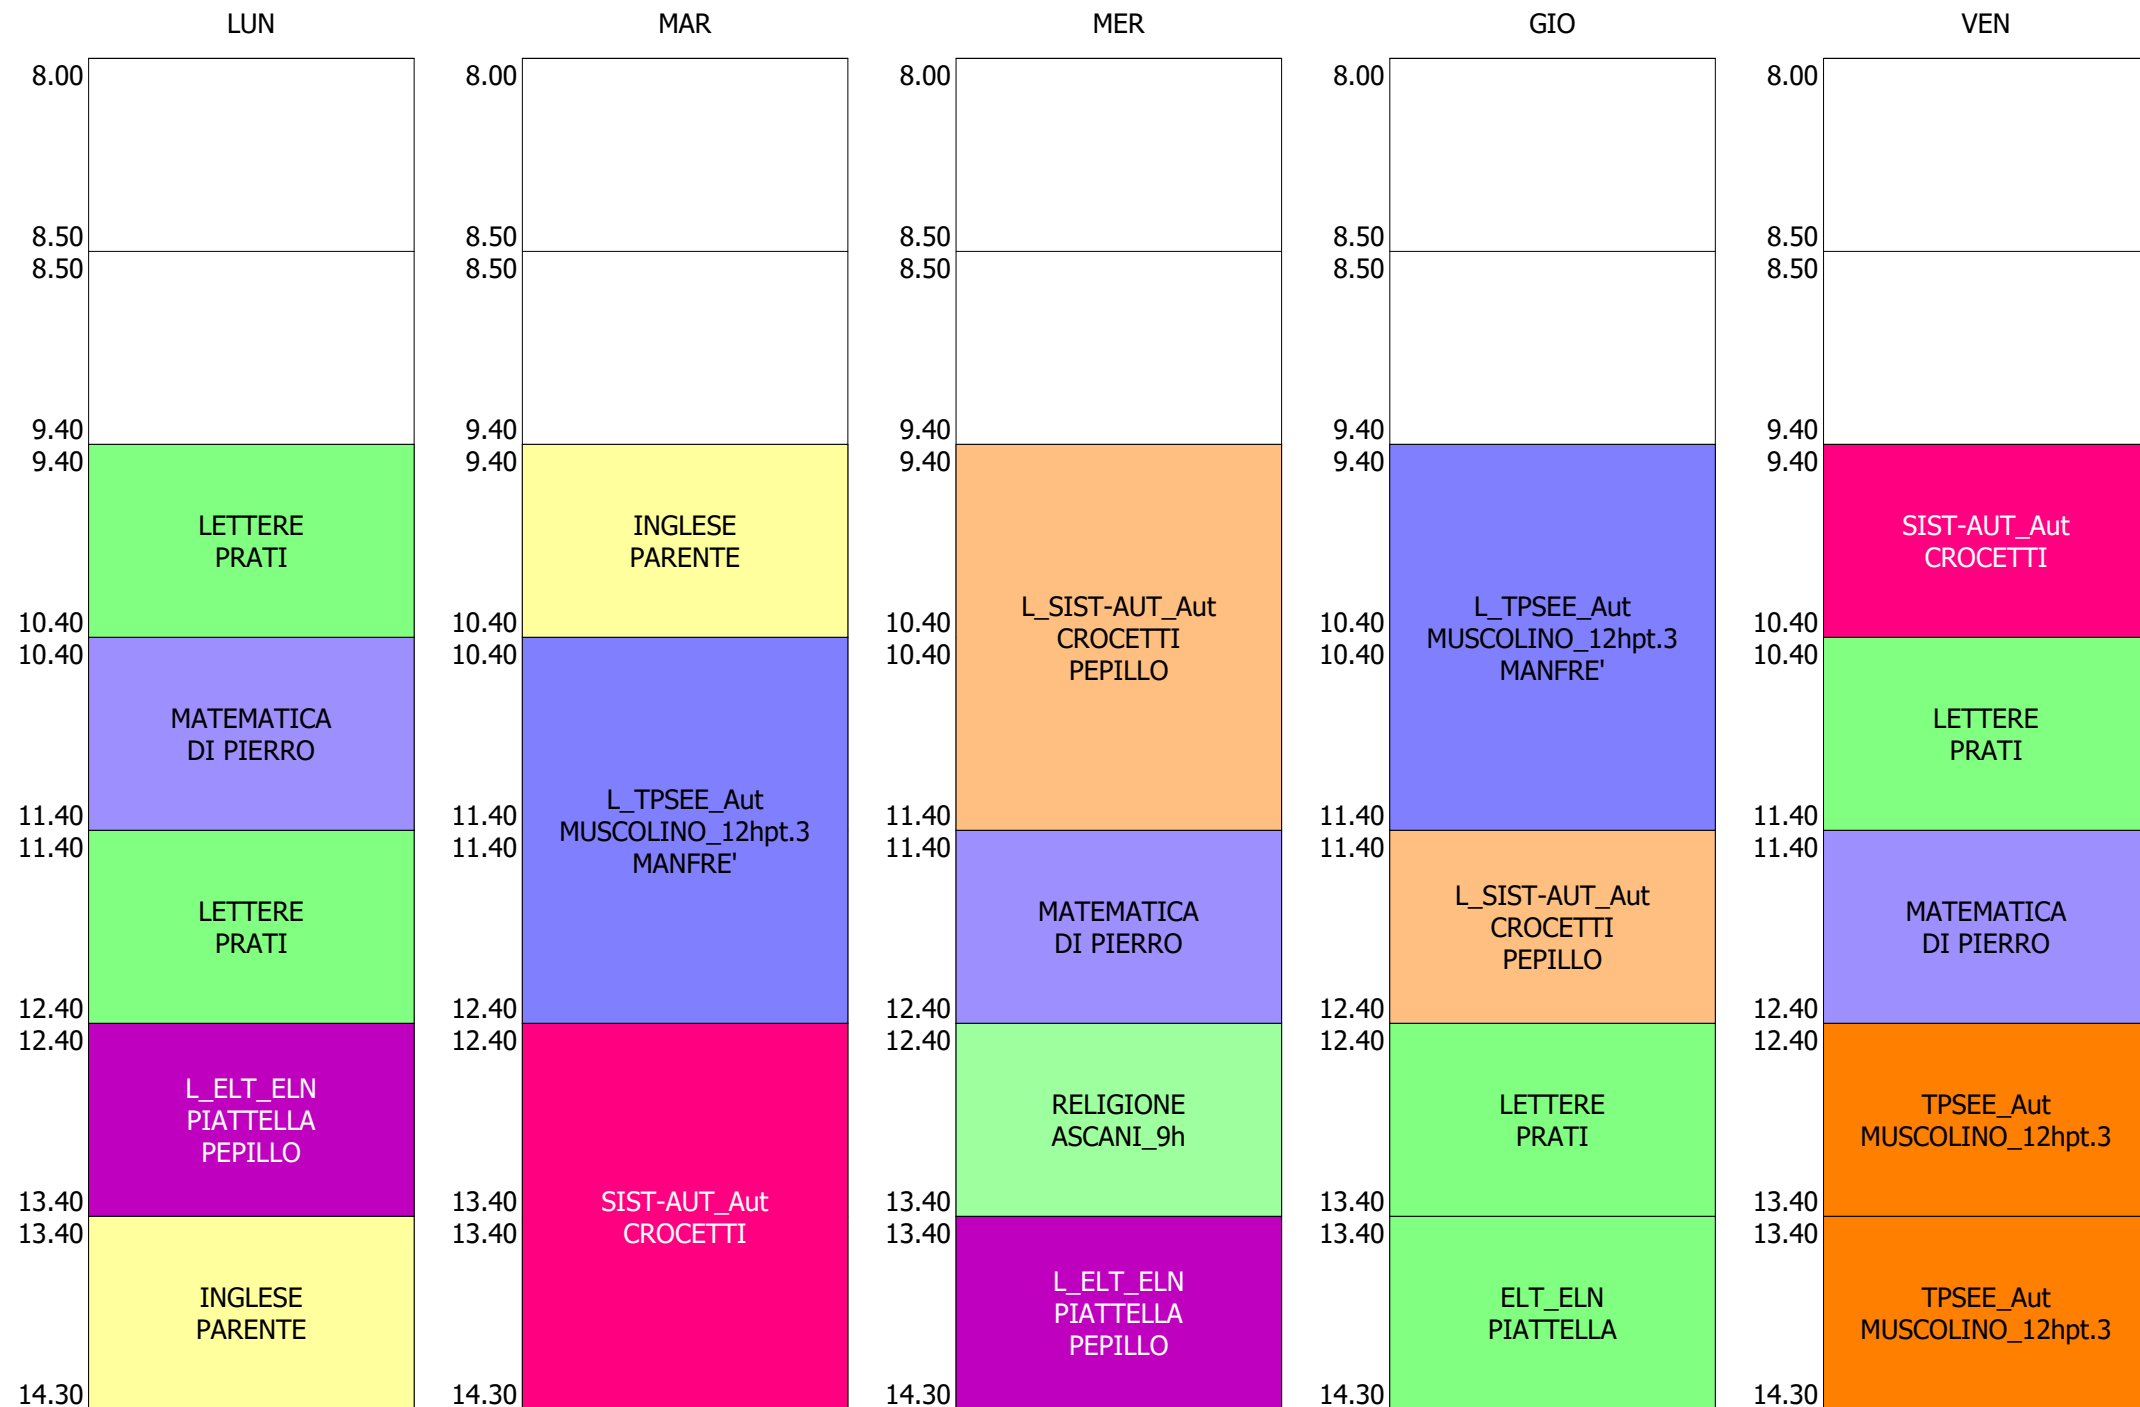 LUN
8.00
8.50
8.50
9.40
9.40
LETTERE
PRATI
10.40
10.40
MATEMATICA
DI PIERRO
11.40
11.40
LETTERE
PRATI
12.40
12.40
L_ELT_ELN
PIATTELLA
PEPILLO
13.40
13.40
INGLESE
PARENTE
14.30
MAR
8.00
8.50
8.50
9.40
9.40
INGLESE
PARENTE
10.40
10.40
L_TPSEE_Aut
MUSCOLINO_12hpt.3
MANFRE'
11.40
11.40
12.40
12.40
SIST-AUT_Aut
CROCETTI
13.40
13.40
14.30
MER
8.00
8.50
8.50
9.40
9.40
L_SIST-AUT_Aut
CROCETTI
PEPILLO
10.40
10.40
11.40
11.40
MATEMATICA
DI PIERRO
12.40
12.40
RELIGIONE
ASCANI_9h
13.40
13.40
L_ELT_ELN
PIATTELLA
PEPILLO
14.30
GIO
8.00
8.50
8.50
9.40
9.40
L_TPSEE_Aut
MUSCOLINO_12hpt.3
MANFRE'
10.40
10.40
11.40
11.40
L_SIST-AUT_Aut
CROCETTI
PEPILLO
12.40
12.40
LETTERE
PRATI
13.40
13.40
ELT_ELN
PIATTELLA
14.30
VEN
8.00
8.50
8.50
9.40
9.40
SIST-AUT_Aut
CROCETTI
10.40
10.40
LETTERE
PRATI
11.40
11.40
MATEMATICA
DI PIERRO
12.40
12.40
TPSEE_Aut
MUSCOLINO_12hpt.3
13.40
13.40
TPSEE_Aut
MUSCOLINO_12hpt.3
14.30